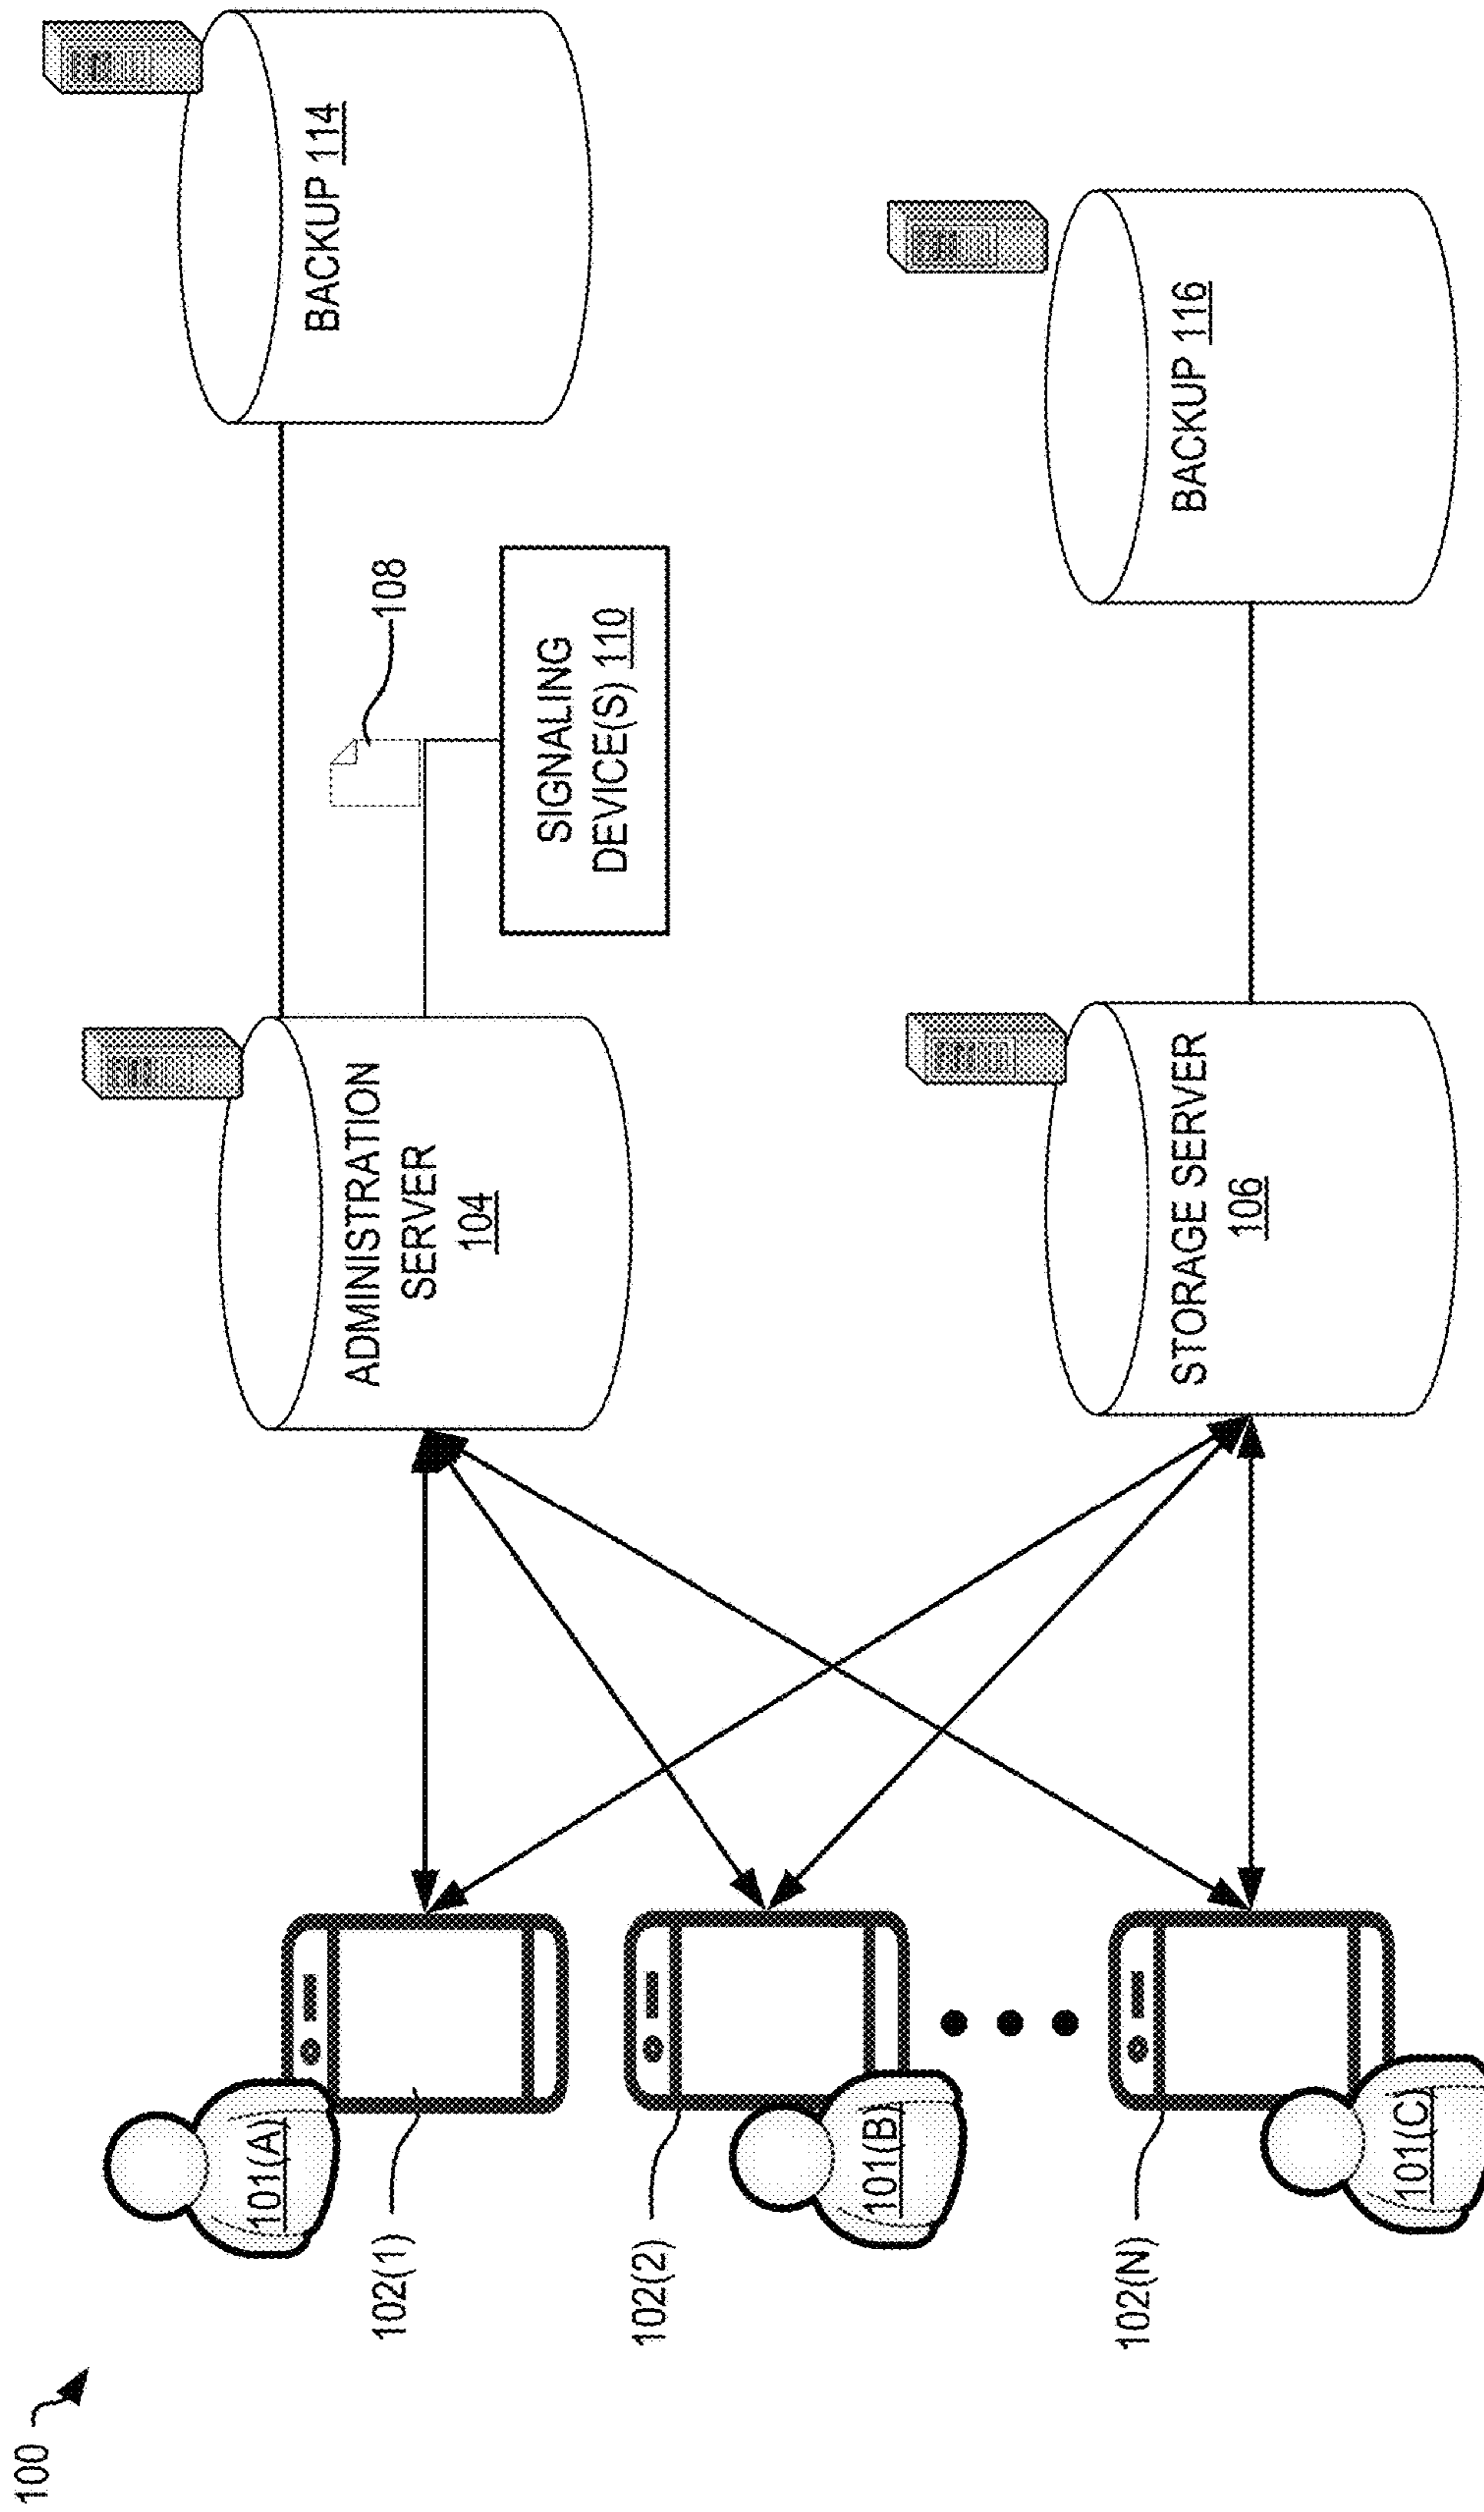 100
101(A)
102(1)
101(B)
102(2)
101(C)
102(N)
ADMINISTRATION
SERVER
104
STORAGE SERVER
106
108
SIGNALING
DEVICE(S) 110
BACKUP 114
BACKUP 116